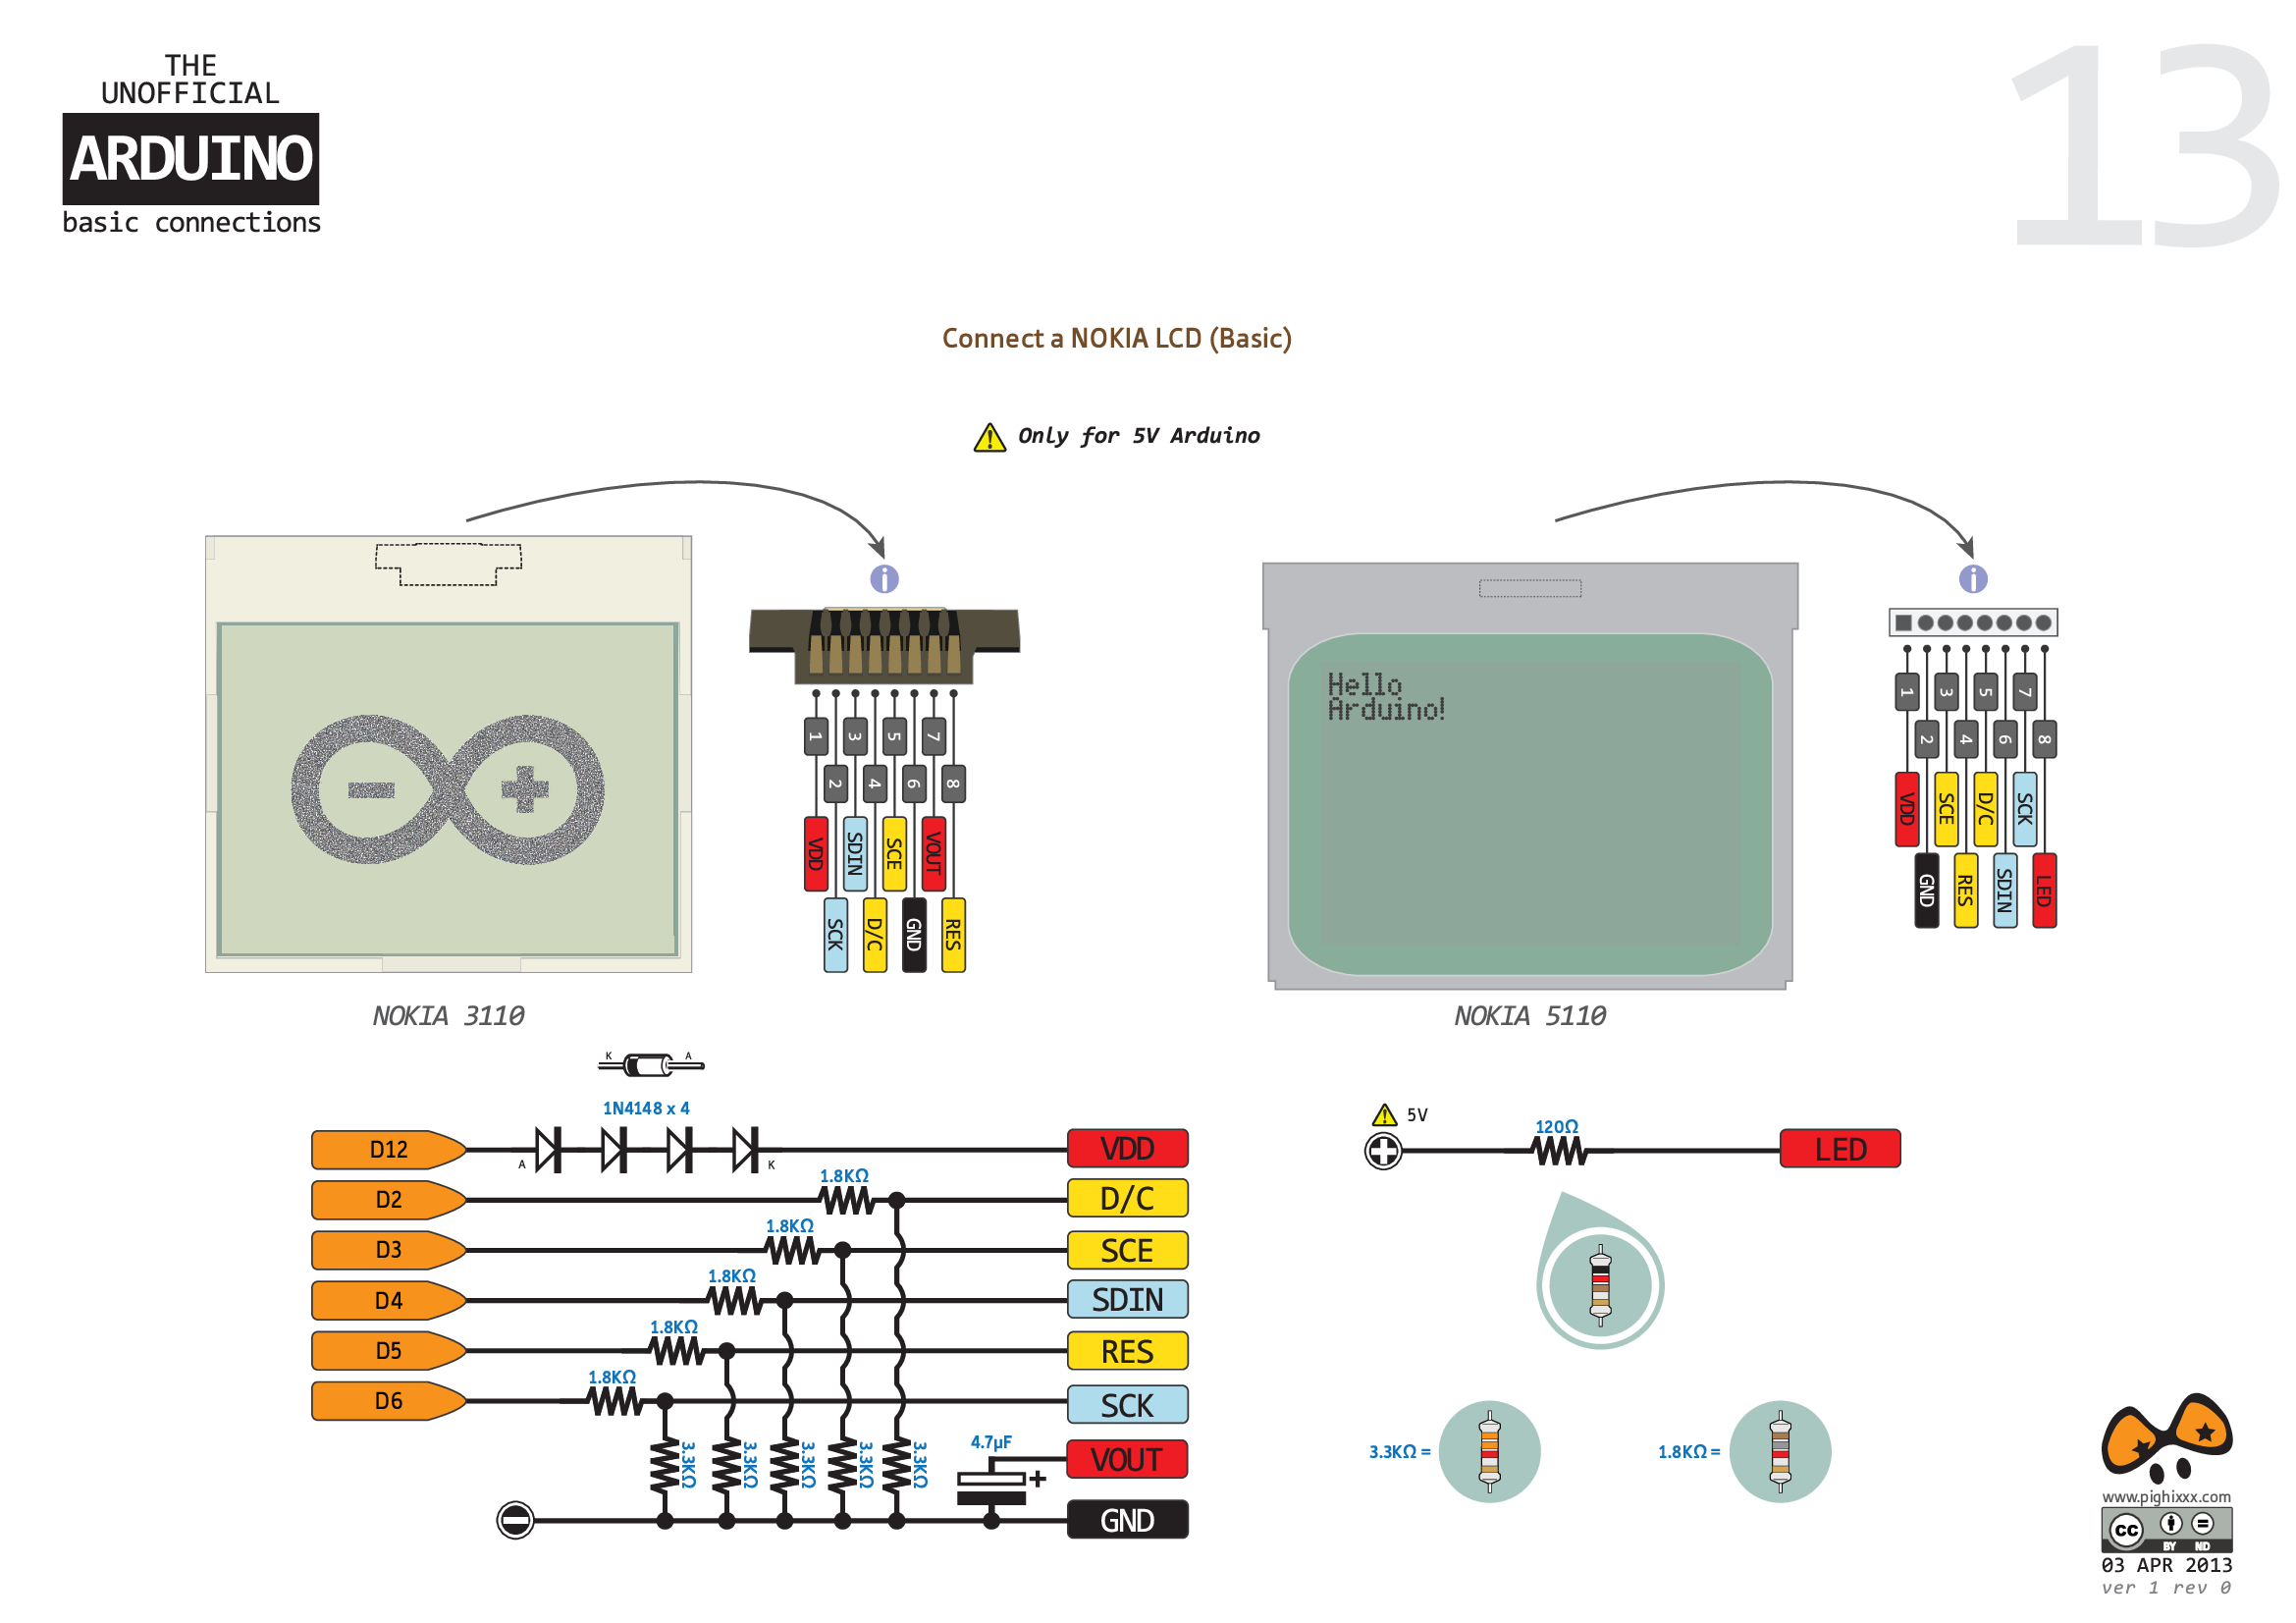 THE
UNOFFICIAL
ARDUINO
basic connections
13
Connect a NOKIA LCD (Basic)
Only for 5V Arduino
i
1
2
3
4
5
6
7
8
VDD
SCK
SDIN
D/C
SCE
GND
VOUT
RES
NOKIA 3110
Hello
Arduino!
i
1
2
3
4
5
6
7
8
VDD
GND
SCE
RES
D/C
SDIN
SCK
LED
NOKIA 5110
K A
1N4148 x 4
D12
A
K
VDD
D2
1.8KΩ
D/C
D3
1.8KΩ
SCE
D4
1.8KΩ
SDIN
D5
1.8KΩ
RES
D6
1.8KΩ
SCK
3.3KΩ
3.3KΩ
3.3KΩ
3.3KΩ
3.3KΩ
4.7µF
+
VOUT
GND
5V
120Ω
LED
3.3KΩ =
1.8KΩ =
www.pighixxx.com
cc
BY ND
03 APR 2013
ver 1 rev 0